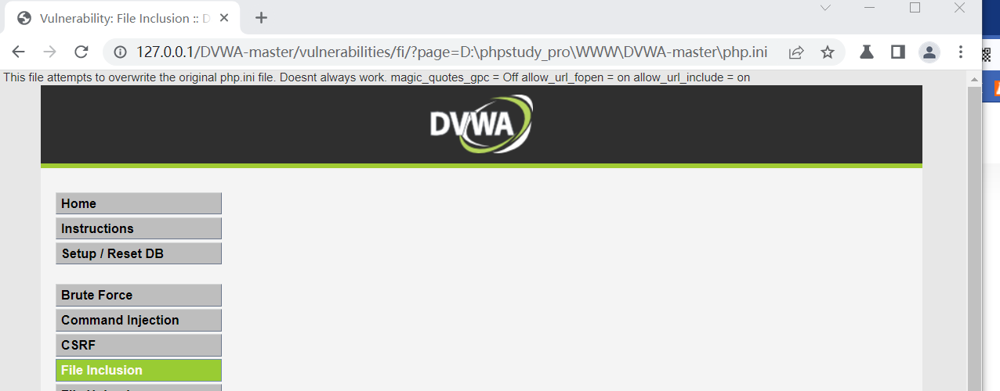 Vulnerability: File Inclusion :: D
127.0.0.1/DVWA-master/vulnerabilities/fi/?page=D:\phpstudy_pro\WWW\DVWA-master\php.ini
This file attempts to overwrite the original php.ini file. Doesnt always work. magic_quotes_gpc = Off allow_url_fopen = on allow_url_include = on
DVWA
Home
Instructions
Setup / Reset DB
Brute Force
Command Injection
CSRF
File Inclusion